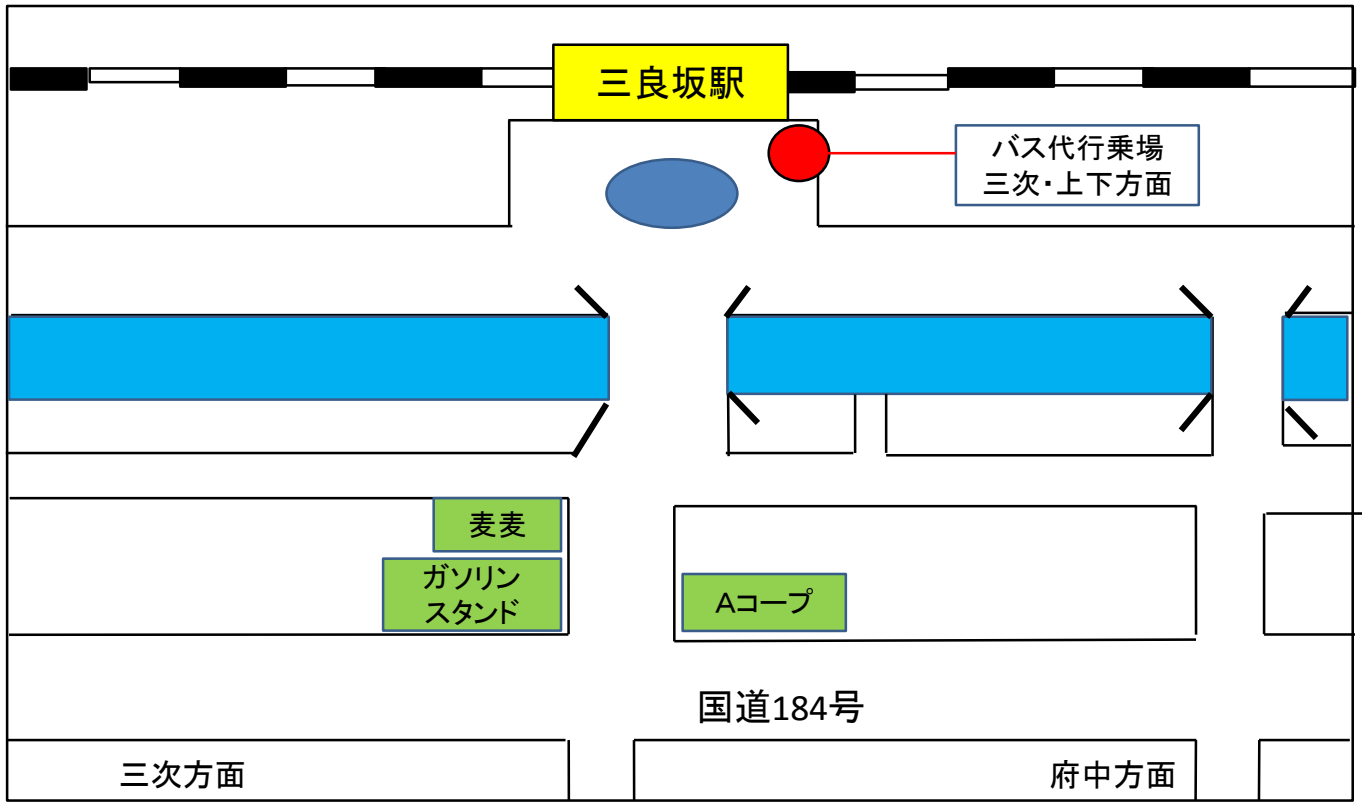 三良坂駅
バス代行乗場
三次・上下方面
麦麦
ガソリン
スタンド
Aコープ
国道184号
三次方面
府中方面